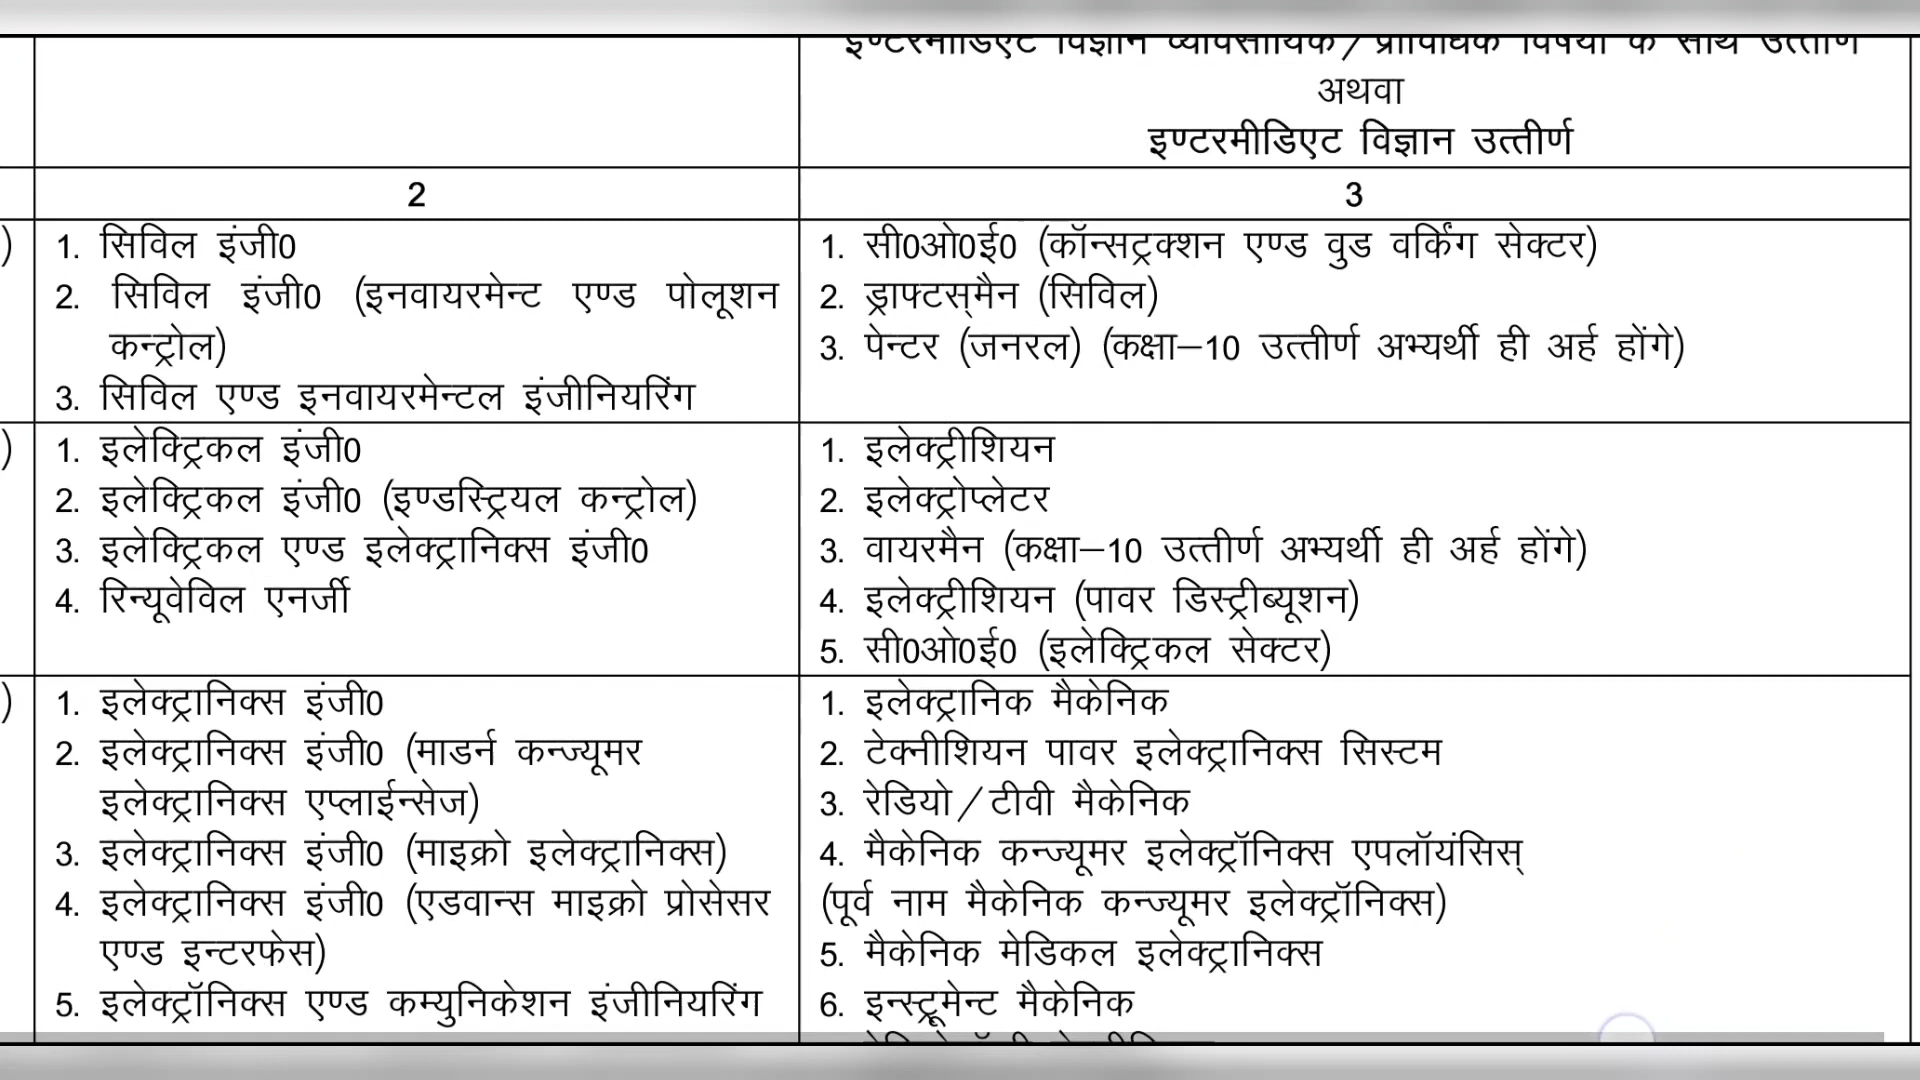 इण्टरमीडिएट विज्ञान व्यावसायिक/प्राविधिक विषयों के साथ उत्तीर्ण
अथवा
इण्टरमीडिएट विज्ञान उत्तीर्ण
2
3
)
1. सिविल इंजी0
2. सिविल इंजी0 (इनवायरमेन्ट एण्ड पोलूशन
कन्ट्रोल)
3. सिविल एण्ड इनवायरमेन्टल इंजीनियरिंग
1. सी0ओ0ई0 (कॉन्सट्रक्शन एण्ड वुड वर्किंग सेक्टर)
2. ड्राफ्टस्‌मैन (सिविल)
3. पेन्टर (जनरल) (कक्षा–10 उत्तीर्ण अभ्यर्थी ही अर्ह होंगे)
)
1. इलेक्ट्रिकल इंजी0
2. इलेक्ट्रिकल इंजी0 (इण्डस्ट्रियल कन्ट्रोल)
3. इलेक्ट्रिकल एण्ड इलेक्ट्रानिक्स इंजी0
4. रिन्यूवेविल एनर्जी
1. इलेक्ट्रीशियन
2. इलेक्ट्रोप्लेटर
3. वायरमैन (कक्षा–10 उत्तीर्ण अभ्यर्थी ही अर्ह होंगे)
4. इलेक्ट्रीशियन (पावर डिस्ट्रीब्यूशन)
5. सी0ओ0ई0 (इलेक्ट्रिकल सेक्टर)
)
1. इलेक्ट्रानिक्स इंजी0
2. इलेक्ट्रानिक्स इंजी0 (माडर्न कन्ज्यूमर
इलेक्ट्रानिक्स एप्लाईन्सेज)
3. इलेक्ट्रानिक्स इंजी0 (माइक्रो इलेक्ट्रानिक्स)
4. इलेक्ट्रानिक्स इंजी0 (एडवान्स माइक्रो प्रोसेसर
एण्ड इन्टरफेस)
5. इलेक्ट्रॉनिक्स एण्ड कम्युनिकेशन इंजीनियरिंग
1. इलेक्ट्रानिक मैकेनिक
2. टेक्नीशियन पावर इलेक्ट्रानिक्स सिस्टम
3. रेडियो/टीवी मैकेनिक
4. मैकेनिक कन्ज्यूमर इलेक्ट्रॉनिक्स एपलॉयंसिस्
(पूर्व नाम मैकेनिक कन्ज्यूमर इलेक्ट्रॉनिक्स)
5. मैकेनिक मेडिकल इलेक्ट्रानिक्स
6. इन्स्ट्रूमेन्ट मैकेनिक